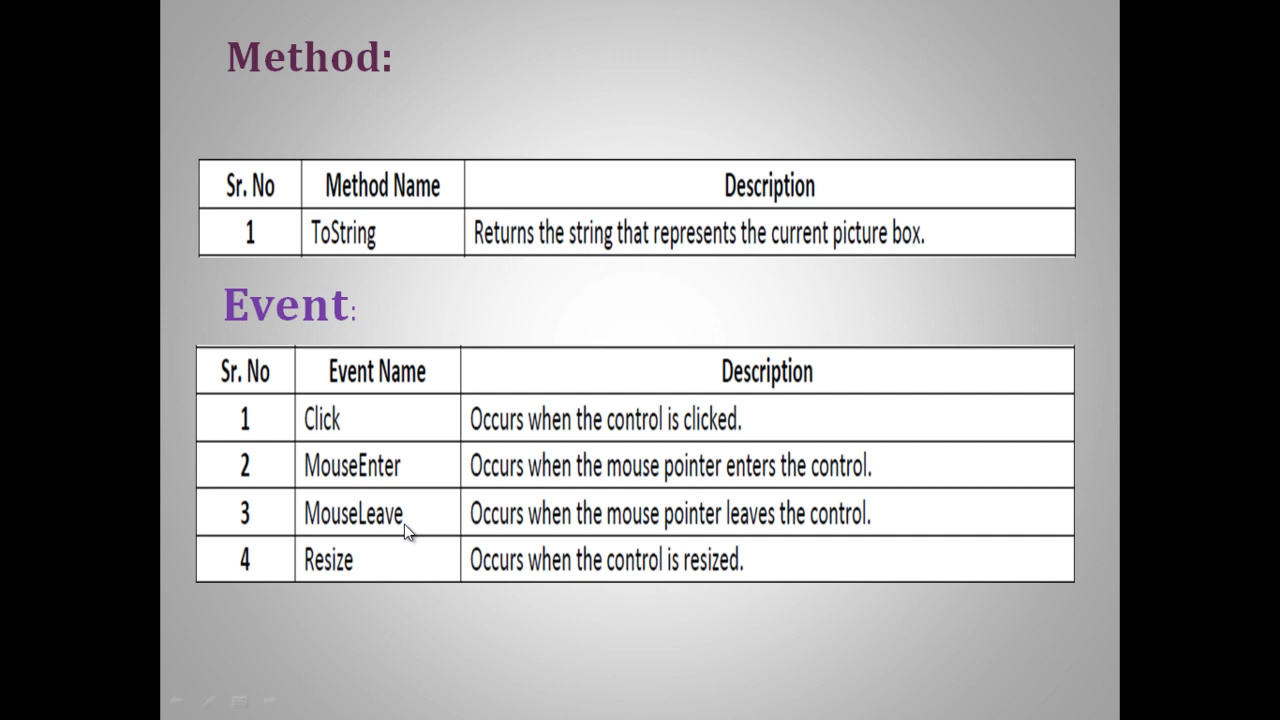 Method:
Sr. No Method Name Description
1 ToString Returns the string that represents the current picture box.
Event:
Sr. No Event Name Description
1 Click Occurs when the control is clicked.
2 MouseEnter Occurs when the mouse pointer enters the control.
3 MouseLeave Occurs when the mouse pointer leaves the control.
4 Resize Occurs when the control is resized.